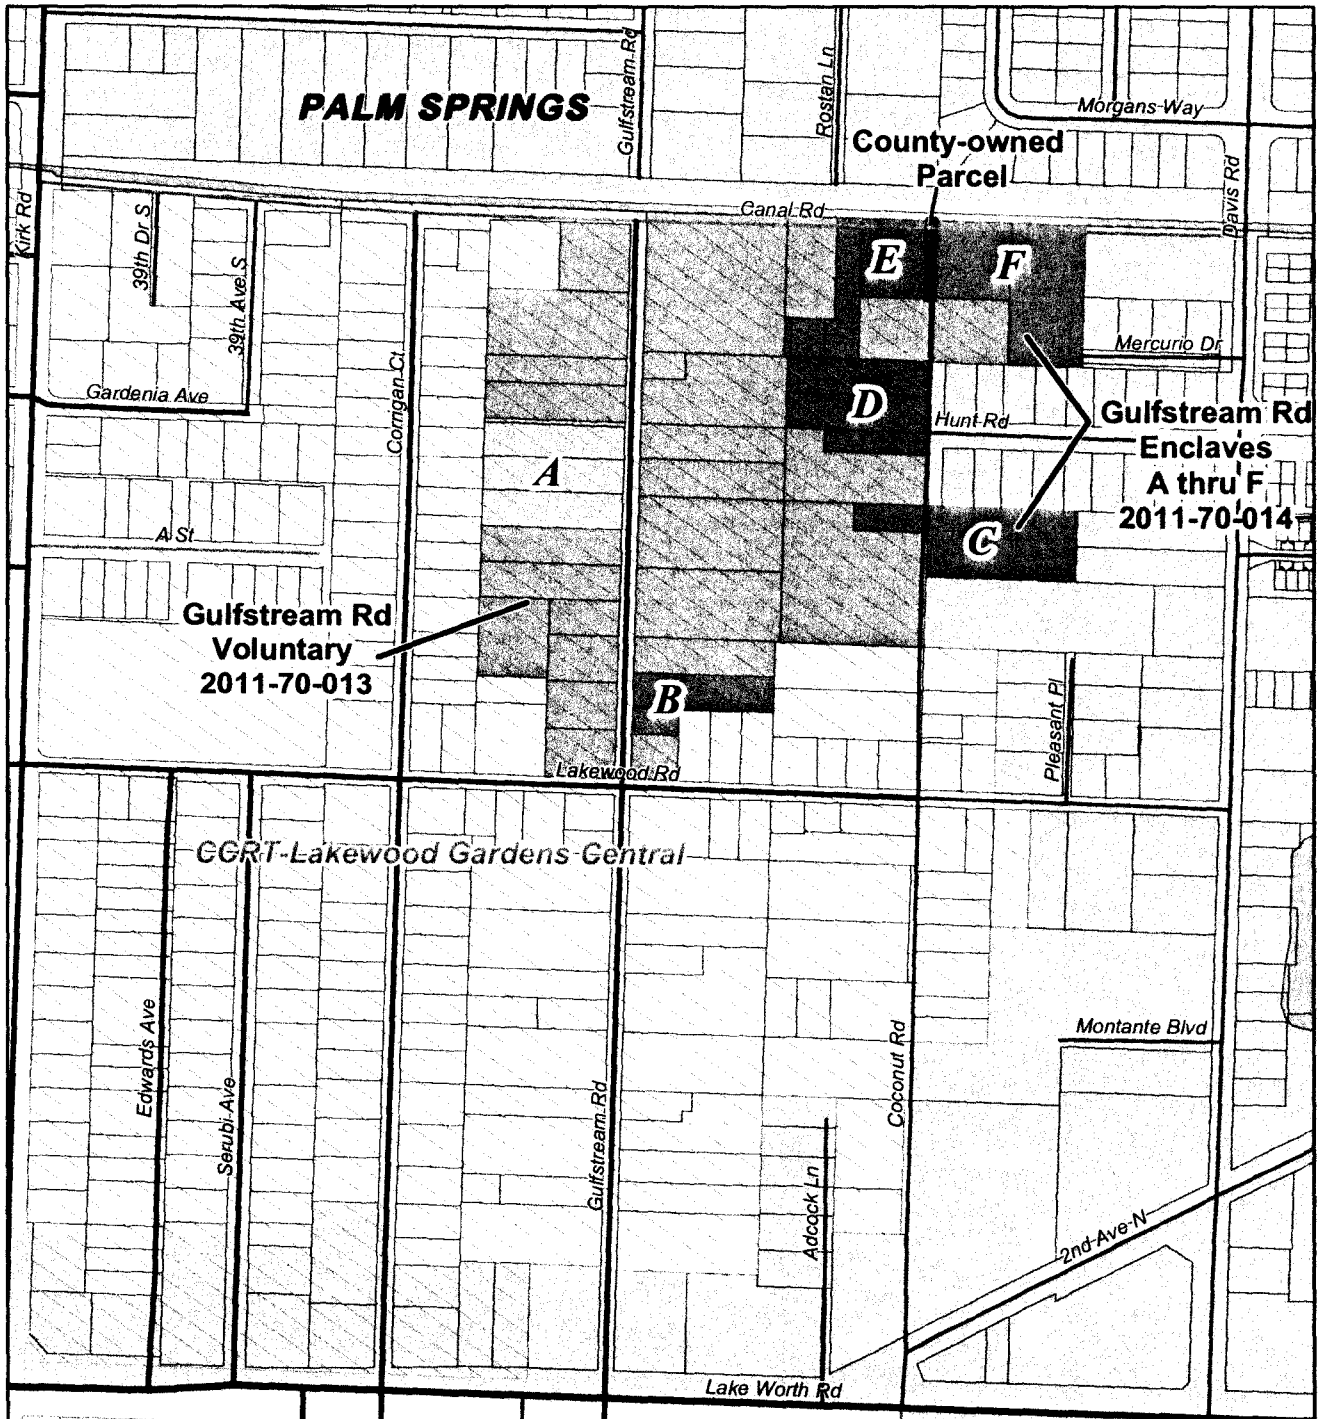 Gulfstream Rd
Rostan Ln
Morgans Way
PALM SPRINGS
County-owned
Parcel
Kirk Rd
39th Dr S
39th Ave S
Canal Rd
Davis Rd
E
F
Mercurio Dr
Gardenia Ave
Corrigan Ct
D
Hunt Rd
Gulfstream Rd
Enclaves
A thru F
2011-70-014
A
A St
C
Gulfstream Rd
Voluntary
2011-70-013
B
Pleasant Pl
Lakewood Rd
CCRT-Lakewood Gardens Central
Edwards Ave
Serubi Ave
Gulfstream Rd
Coconut Rd
Montante Blvd
Adcock Ln
2nd Ave N
Lake Worth Rd